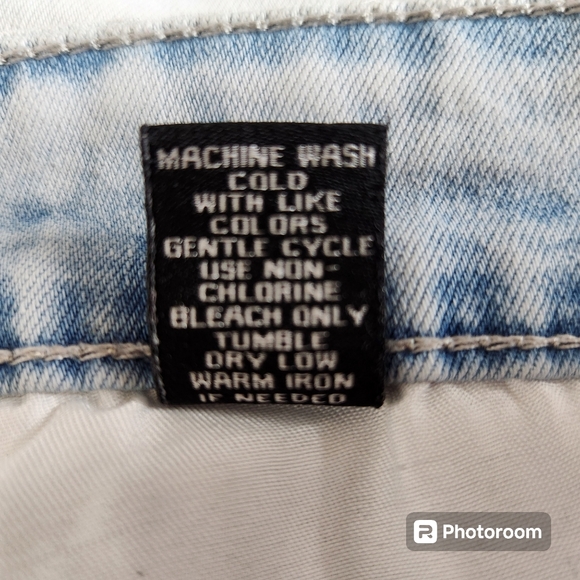 MACHINE WASH
COLD
WITH LIKE
COLORS
GENTLE CYCLE
USE NON-
CHLORINE
BLEACH ONLY
TUMBLE
DRY LOW
WARM IRON
IF NEEDED
Photoroom